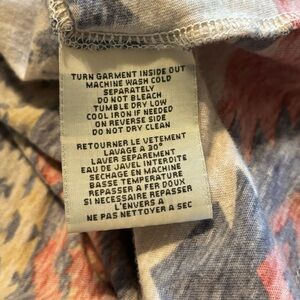 TURN GARMENT INSIDE OUT
MACHINE WASH COLD
SEPARATELY
DO NOT BLEACH
TUMBLE DRY LOW
COOL IRON IF NEEDED
ON REVERSE SIDE
DO NOT DRY CLEAN
RETOURNER LE VETEMENT
LAVAGE A 30°
LAVER SEPAREMENT
EAU DE JAVEL INTERDITE
SECHAGE EN MACHINE
BASSE TEMPERATURE
REPASSER A FER DOUX
SI NECESSAIRE REPASSER
L'ENVERS A
NE PAS NETTOYER A SEC